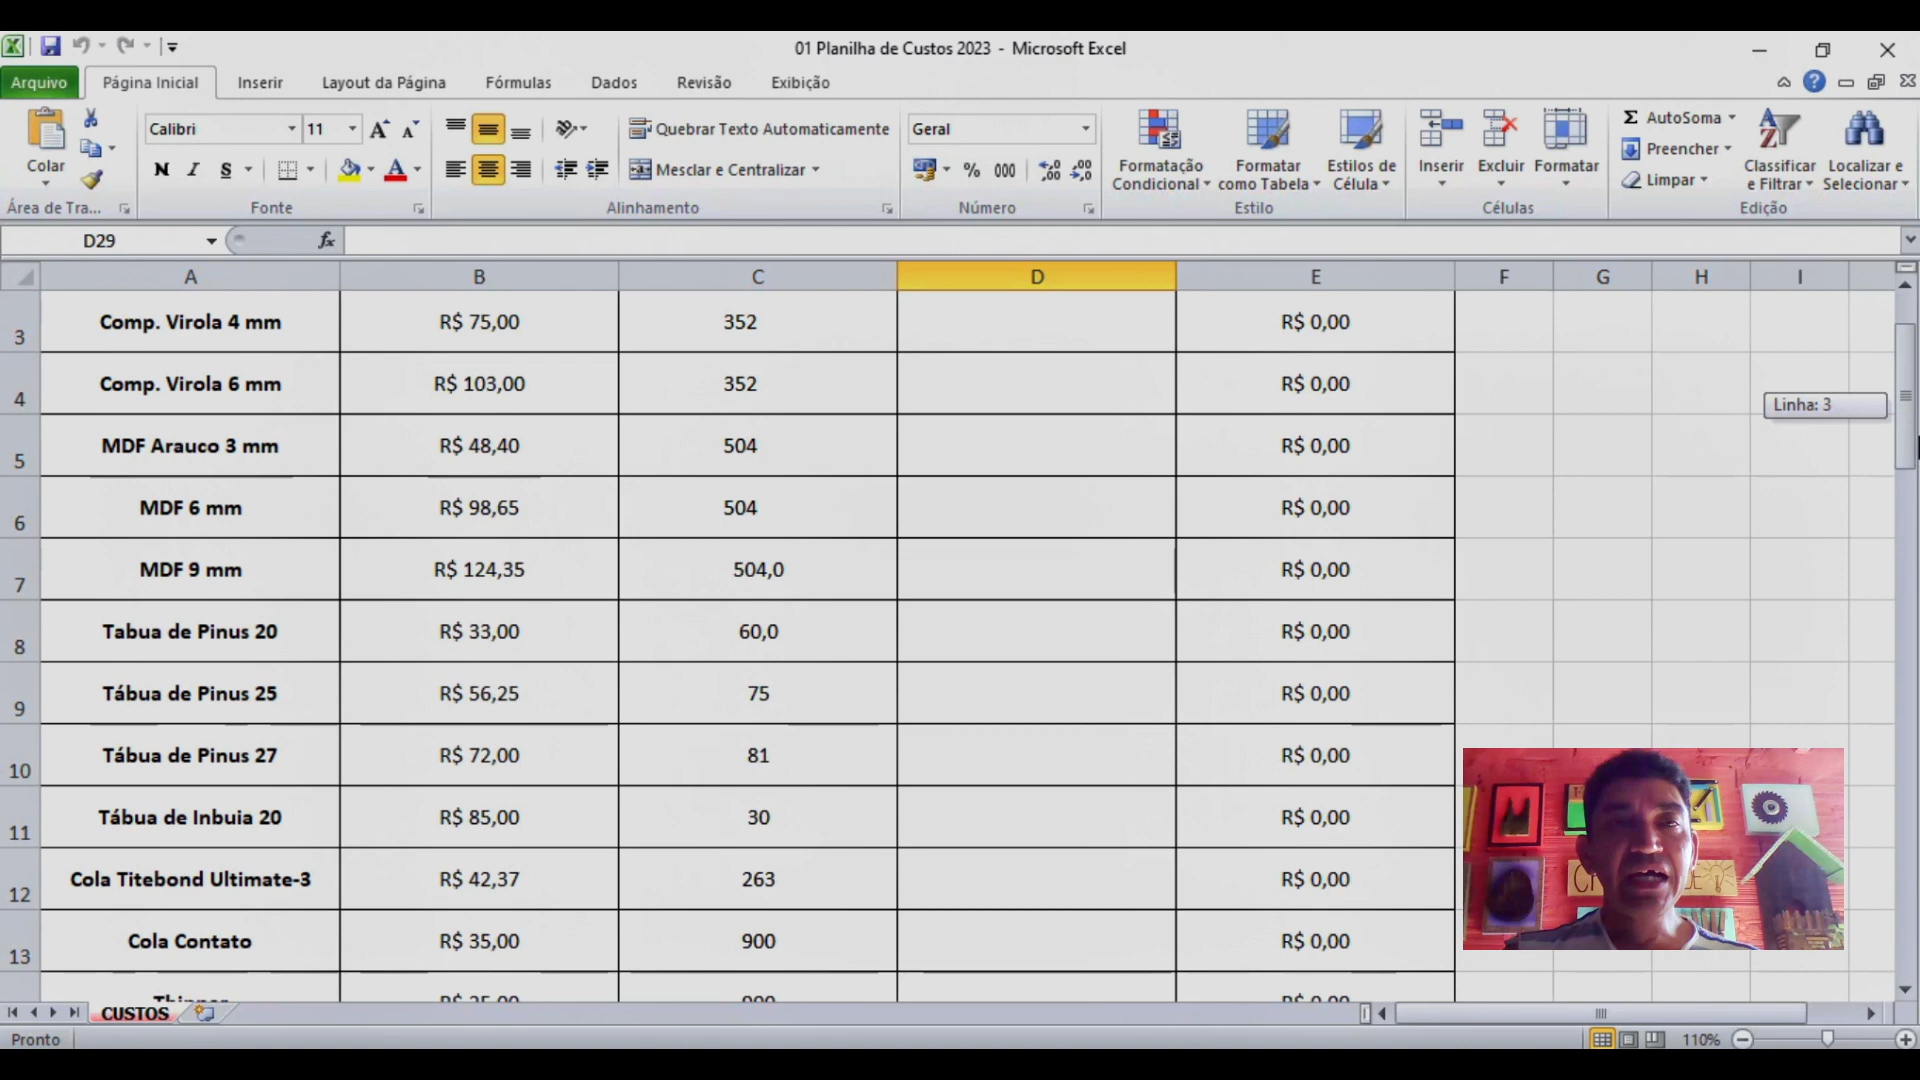 01 Planilha de Custos 2023 - Microsoft Excel
Arquivo Página Inicial Inserir Layout da Página Fórmulas Dados Revisão Exibição
Colar
Calibri 11
N I S
Quebrar Texto Automaticamente
Mesclar e Centralizar
Geral
% 000
Formatação Condicional
Formatar como Tabela
Estilos de Célula
Inserir Excluir Formatar
Σ AutoSoma
Preencher
Limpar
Classificar e Filtrar
Localizar e Selecionar
Área de Tra... Fonte Alinhamento Número Estilo Células Edição
D29 fx
A B C D E F G H I
3 Comp. Virola 4 mm R$ 75,00 352 R$ 0,00
4 Comp. Virola 6 mm R$ 103,00 352 R$ 0,00
Linha: 3
5 MDF Arauco 3 mm R$ 48,40 504 R$ 0,00
6 MDF 6 mm R$ 98,65 504 R$ 0,00
7 MDF 9 mm R$ 124,35 504,0 R$ 0,00
8 Tabua de Pinus 20 R$ 33,00 60,0 R$ 0,00
9 Tábua de Pinus 25 R$ 56,25 75 R$ 0,00
10 Tábua de Pinus 27 R$ 72,00 81 R$ 0,00
11 Tábua de Inbuia 20 R$ 85,00 30 R$ 0,00
12 Cola Titebond Ultimate-3 R$ 42,37 263 R$ 0,00
13 Cola Contato R$ 35,00 900 R$ 0,00
CUSTOS
Pronto 110%